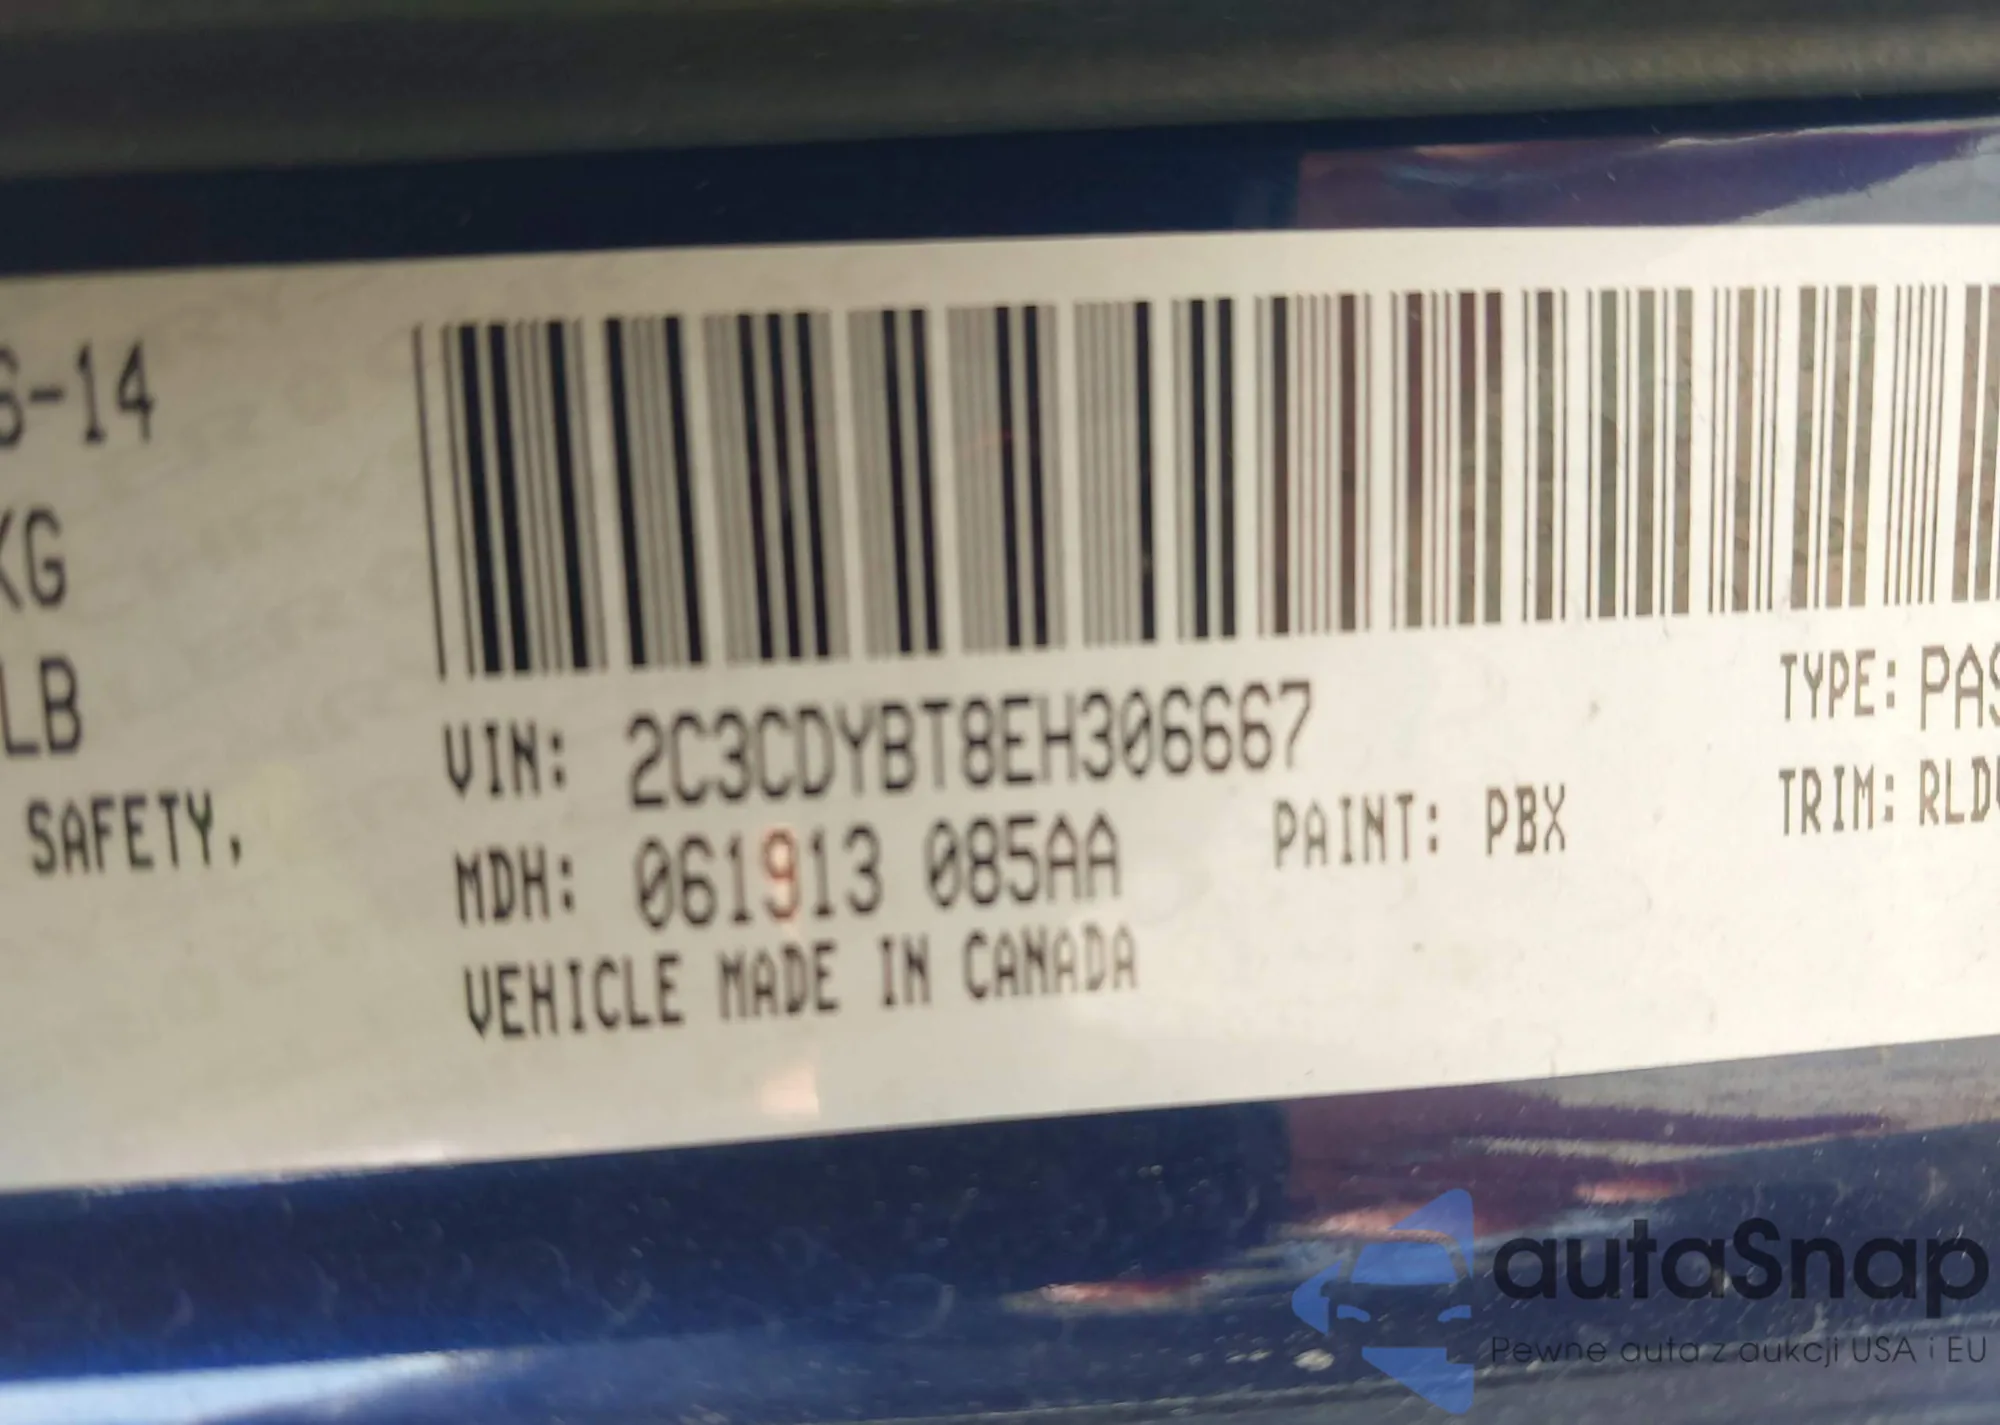 6-14
KG
LB
SAFETY,
VIN: 2C3CDYBT8EH306667
TYPE: PAS
MDH: 061913 085AA
PAINT: PBX
TRIM: RLD
VEHICLE MADE IN CANADA
autaSnap
Pewne auta z aukcji USA i EU